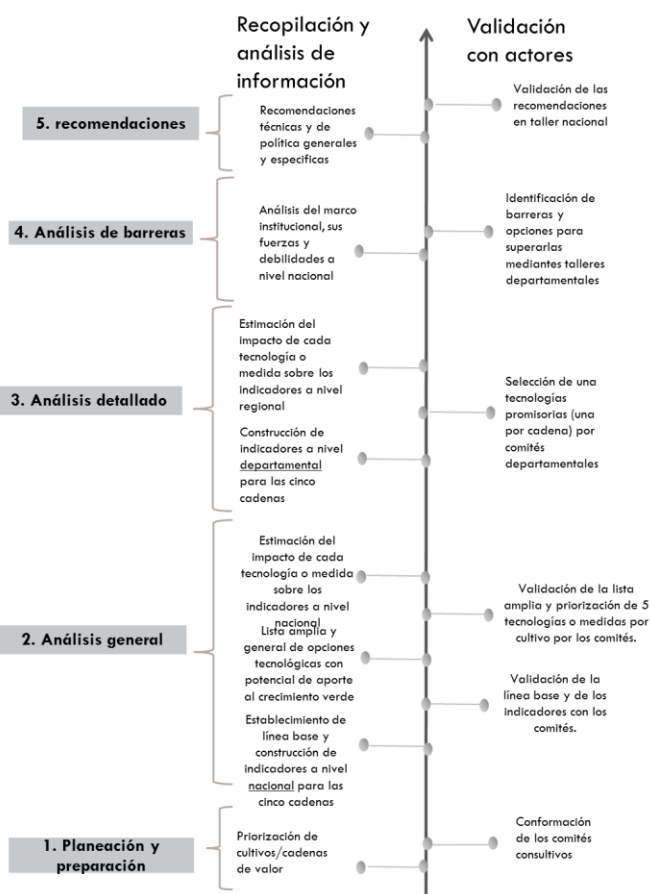 Recopilación y
análisis de
información
Validación
con actores
5. recomendaciones
Recomendaciones
técnicas y de
política generales
y especificas
Validación de las
recomendaciones
en taller nacional
4. Análisis de barreras
Análisis del marco
institucional, sus
fuerzas y
debilidades a
nivel nacional
Identificación de
barreras y
opciones para
superarlas
mediantes talleres
departamentales
3. Análisis detallado
Estimación del
impacto de cada
tecnología o
medida sobre los
indicadores a nivel
regional
Construcción de
indicadores a nivel
departamental
para las cinco
cadenas
Selección de una
tecnologías
promisorias (una
por cadena) por
comités
departamentales
2. Análisis general
Estimación del
impacto de cada
tecnología o medida
sobre los
indicadores a nivel
nacional
Lista amplia y
general de opciones
tecnológicas con
potencial de aporte
al crecimiento verde
Establecimiento de
línea base y
construcción de
indicadores a nivel
nacional para las
cinco cadenas
Validación de la lista
amplia y priorización de 5
tecnologías o medidas por
cultivo por los comités.
Validación de la
línea base y de los
indicadores con los
comités.
1. Planeación y
preparación
Priorización de
cultivos/cadenas
de valor
Conformación
de los comités
consultivos